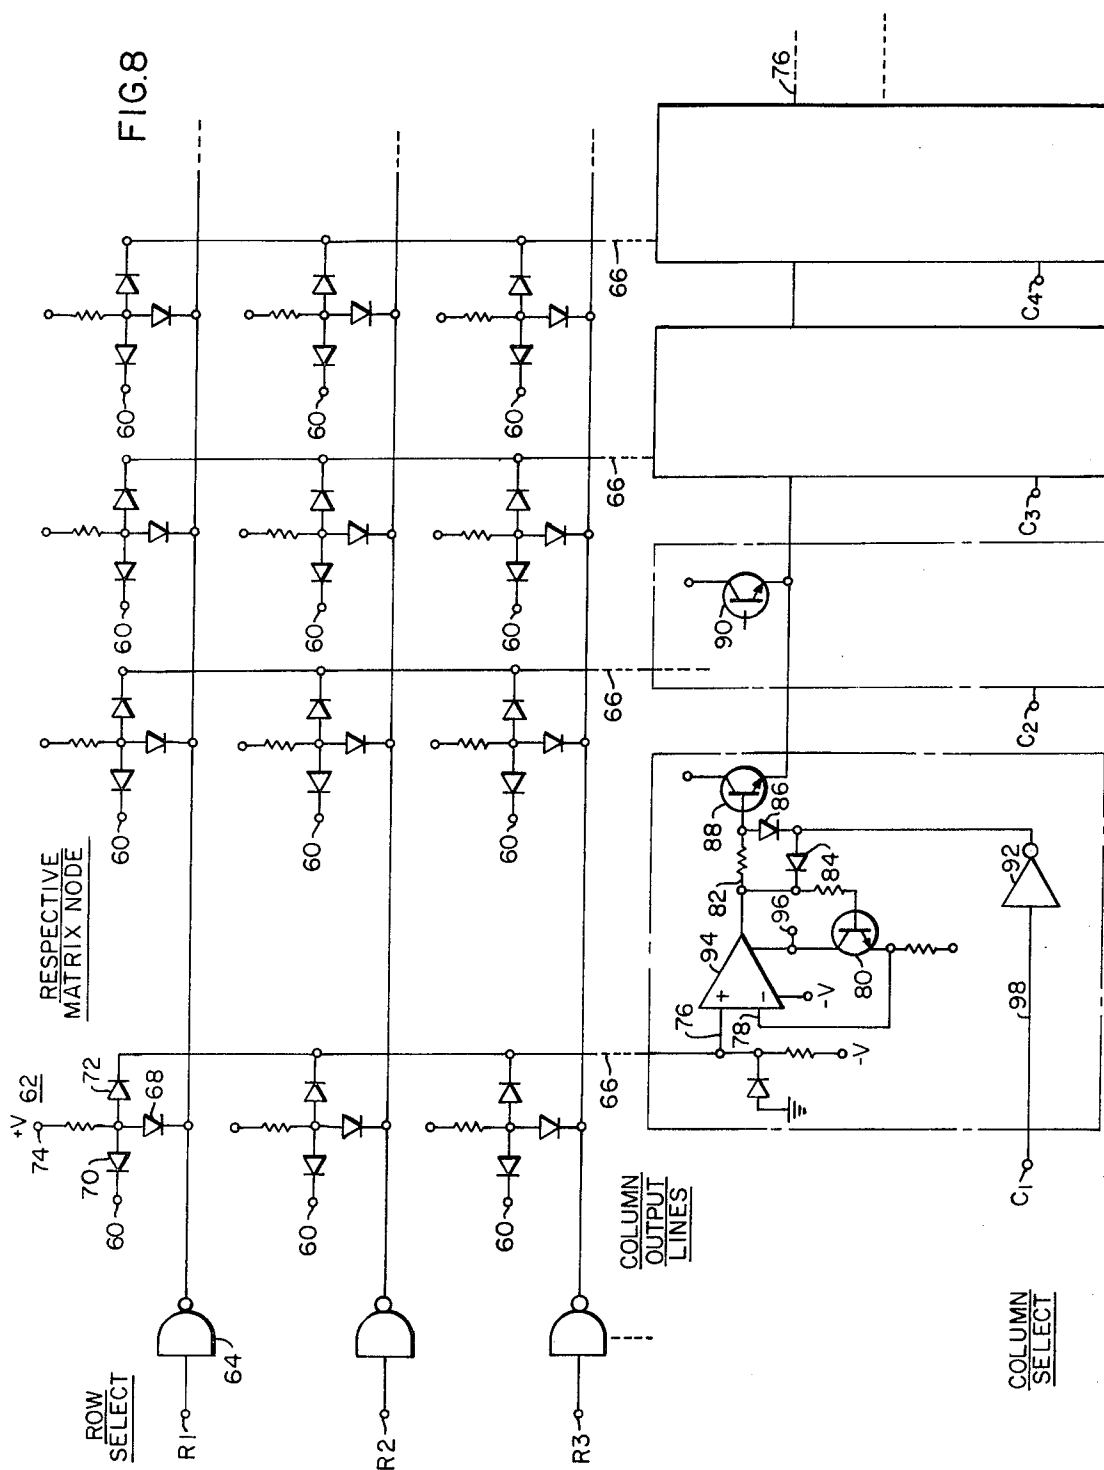 FIG.8
ROW
SELECT
R1
64
R2
R3
RESPECTIVE
MATRIX NODE
74
+V
62
70
72
68
60
60
60
60
60
60
60
60
60
60
60
60
66
66
66
66
COLUMN
OUTPUT
LINES
COLUMN
SELECT
76
78
94
-V
-V
82
96
80
84
86
88
90
92
98
C1
C2
C3
C4
76